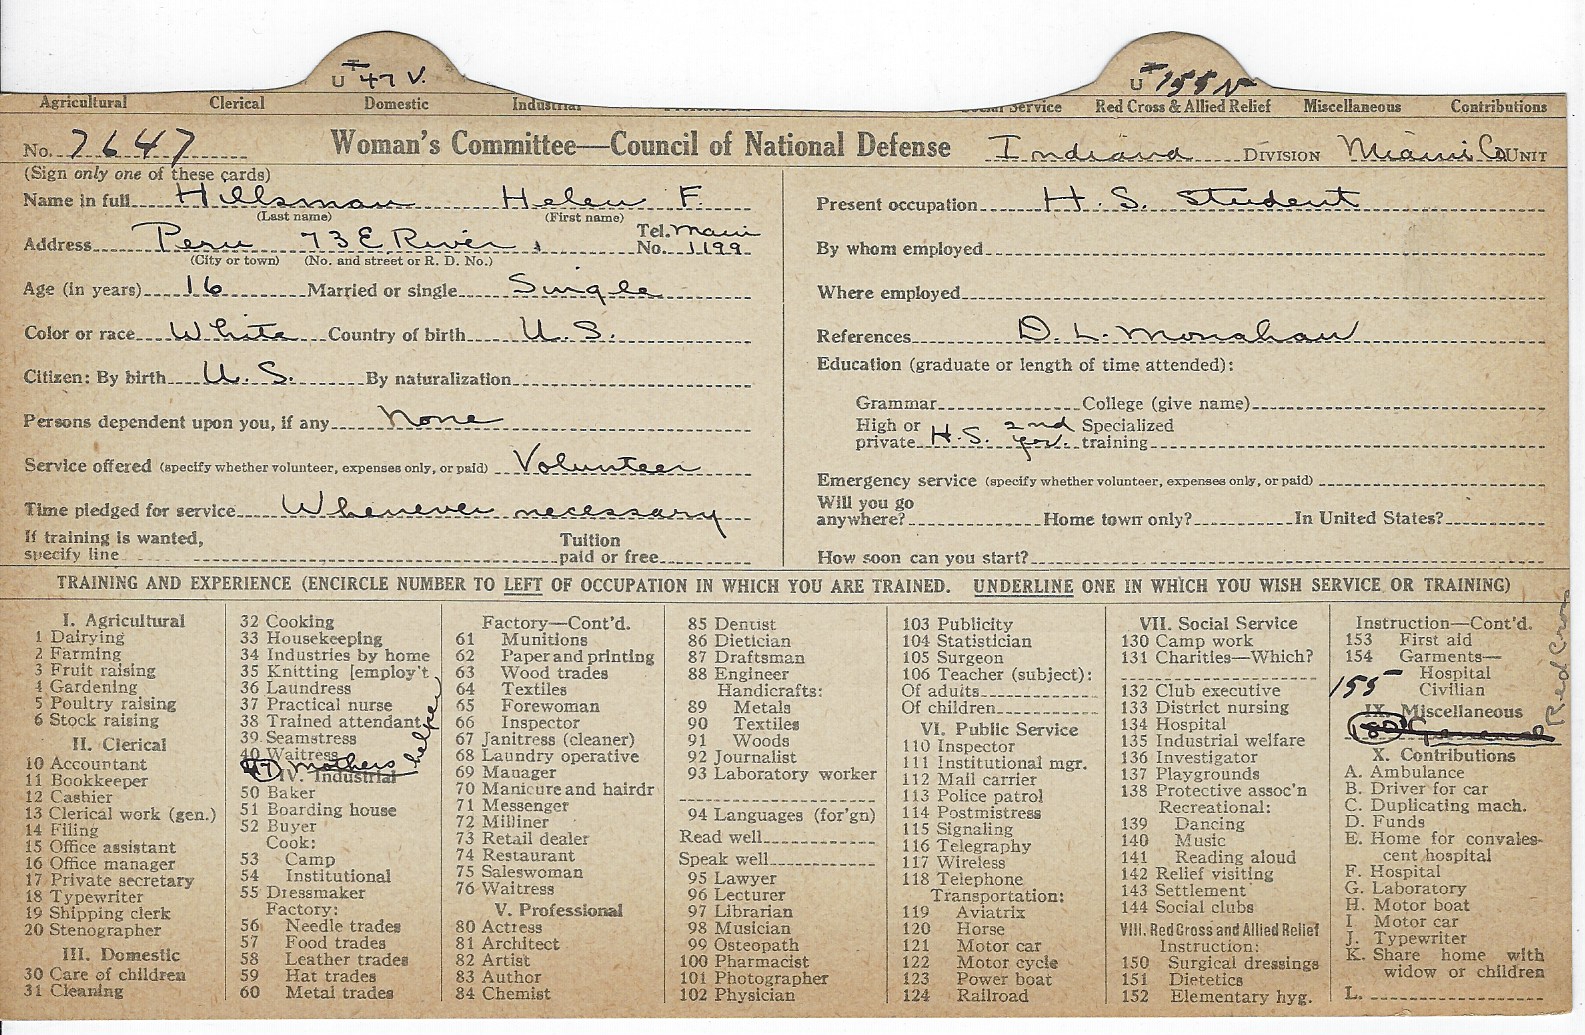 U T 47 V.
U T 155 V
Agricultural Clerical Domestic Industrial Social Service Red Cross & Allied Relief Miscellaneous Contributions
No. 7647 Woman's Committee—Council of National Defense Indiana DIVISION Miami Co. UNIT
(Sign only one of these cards)
Name in full Hillsman Helen F.
(Last name) (First name)
Address Peru 73 E River Tel. Main No. 1199
(City or town) (No. and street or R. D. No.)
Age (in years) 16 Married or single Single
Color or race White Country of birth U. S.
Citizen: By birth U. S. By naturalization
Persons dependent upon you, if any None
Service offered (specify whether volunteer, expenses only, or paid) Volunteer
Time pledged for service Whenever necessary
If training is wanted, Tuition
specify line paid or free
Present occupation H. S. Student
By whom employed
Where employed
References D. L. Monahan
Education (graduate or length of time attended):
Grammar College (give name)
High or Specialized
private H. S. 2nd yr. training
Emergency service (specify whether volunteer, expenses only, or paid)
Will you go
anywhere? Home town only? In United States?
How soon can you start?
TRAINING AND EXPERIENCE (ENCIRCLE NUMBER TO LEFT OF OCCUPATION IN WHICH YOU ARE TRAINED. UNDERLINE ONE IN WHICH YOU WISH SERVICE OR TRAINING)
I. Agricultural
1 Dairying
2 Farming
3 Fruit raising
4 Gardening
5 Poultry raising
6 Stock raising
II. Clerical
10 Accountant
11 Bookkeeper
12 Cashier
13 Clerical work (gen.)
14 Filing
15 Office assistant
16 Office manager
17 Private secretary
18 Typewriter
19 Shipping clerk
20 Stenographer
III. Domestic
30 Care of children
31 Cleaning
32 Cooking
33 Housekeeping
34 Industries by home
35 Knitting [employ't
36 Laundress
37 Practical nurse
38 Trained attendant
39 Seamstress
40 Waitress
47 Mothers helper
IV. Industrial
50 Baker
51 Boarding house
52 Buyer
Cook:
53 Camp
54 Institutional
55 Dressmaker
Factory:
56 Needle trades
57 Food trades
58 Leather trades
59 Hat trades
60 Metal trades
Factory—Cont'd.
61 Munitions
62 Paper and printing
63 Wood trades
64 Textiles
65 Forewoman
66 Inspector
67 Janitress (cleaner)
68 Laundry operative
69 Manager
70 Manicure and hairdr
71 Messenger
72 Milliner
73 Retail dealer
74 Restaurant
75 Saleswoman
76 Waitress
V. Professional
80 Actress
81 Architect
82 Artist
83 Author
84 Chemist
85 Dentist
86 Dietician
87 Draftsman
88 Engineer
Handicrafts:
89 Metals
90 Textiles
91 Woods
92 Journalist
93 Laboratory worker
94 Languages (for'gn)
Read well
Speak well
95 Lawyer
96 Lecturer
97 Librarian
98 Musician
99 Osteopath
100 Pharmacist
101 Photographer
102 Physician
103 Publicity
104 Statistician
105 Surgeon
106 Teacher (subject):
Of adults
Of children
VI. Public Service
110 Inspector
111 Institutional mgr.
112 Mail carrier
113 Police patrol
114 Postmistress
115 Signaling
116 Telegraphy
117 Wireless
118 Telephone
Transportation:
119 Aviatrix
120 Horse
121 Motor car
122 Motor cycle
123 Power boat
124 Railroad
VII. Social Service
130 Camp work
131 Charities—Which?
132 Club executive
133 District nursing
134 Hospital
135 Industrial welfare
136 Investigator
137 Playgrounds
138 Protective assoc'n
Recreational:
139 Dancing
140 Music
141 Reading aloud
142 Relief visiting
143 Settlement
144 Social clubs
VIII. Red Cross and Allied Relief
Instruction:
150 Surgical dressings
151 Dietetics
152 Elementary hyg.
Instruction—Cont'd.
153 First aid
154 Garments—
Hospital
155 Civilian
IX. Miscellaneous
180 General
Red Cross
X. Contributions
A. Ambulance
B. Driver for car
C. Duplicating mach.
D. Funds
E. Home for convales-
cent hospital
F. Hospital
G. Laboratory
H. Motor boat
I Motor car
J. Typewriter
K. Share home with
widow or children
L.